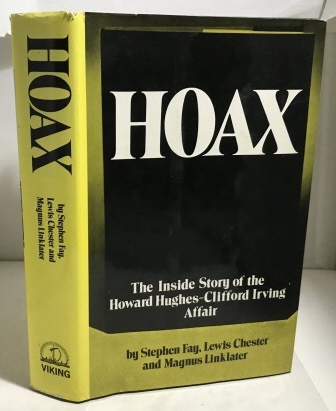 HOAX
by Stephen Fay,
Lewis Chester and
Magnus Linklater
VIKING
HOAX
The Inside Story of the
Howard Hughes-Clifford Irving
Affair
by Stephen Fay, Lewis Chester
and Magnus Linklater